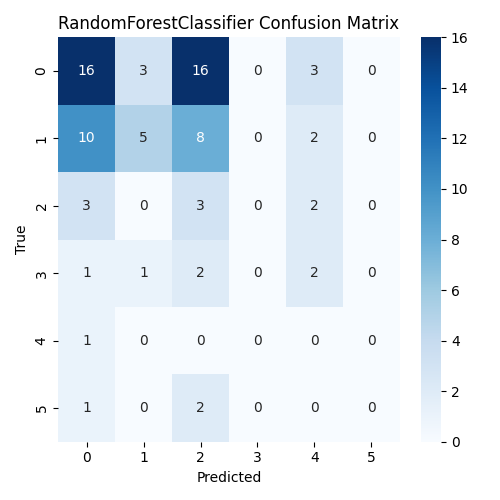 RandomForestClassifier Confusion Matrix
0 16 3 16 0 3 0
1 10 5 8 0 2 0
2 3 0 3 0 2 0
3 1 1 2 0 2 0
4 1 0 0 0 0 0
5 1 0 2 0 0 0
0 1 2 3 4 5
Predicted
True
16
14
12
10
8
6
4
2
0